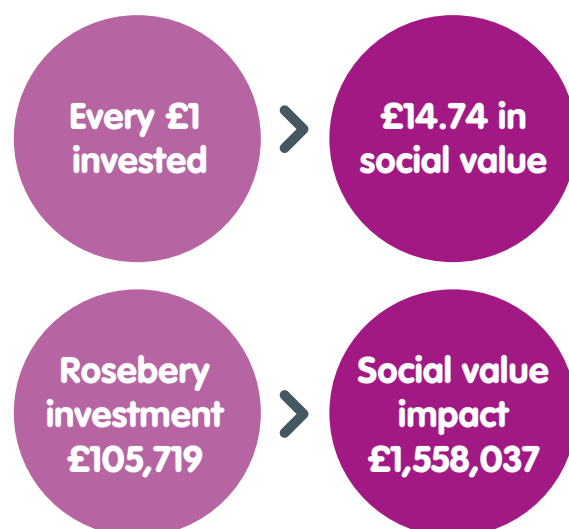 Every £1
invested
£14.74 in
social value
Rosebery
investment
£105,719
Social value
impact
£1,558,037